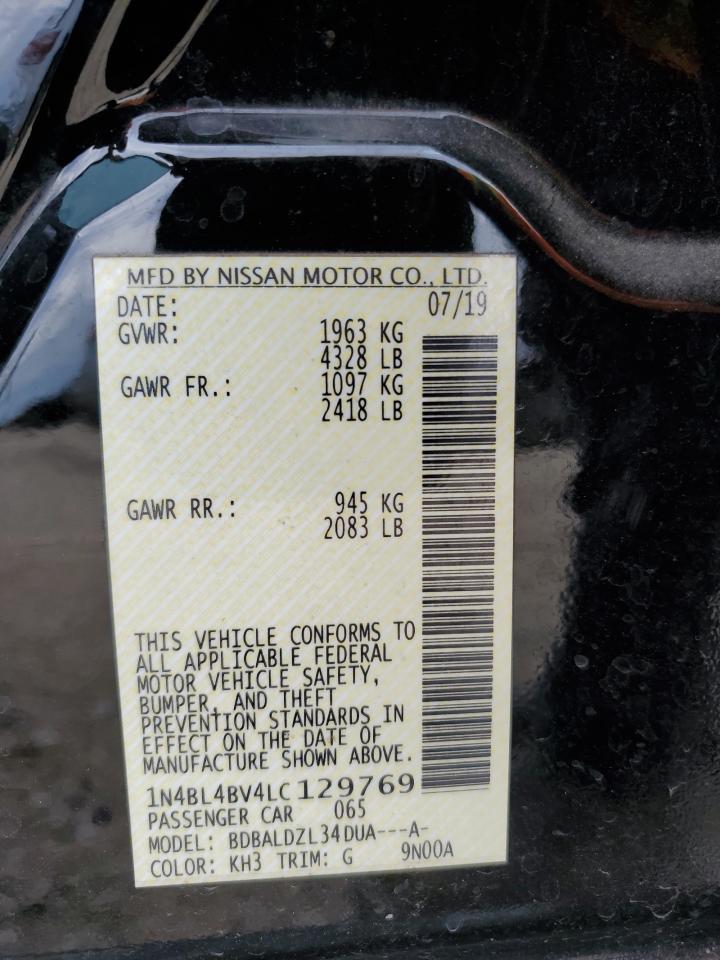 MFD BY NISSAN MOTOR CO., LTD.
DATE: 07/19
GVWR: 1963 KG
4328 LB
GAWR FR.: 1097 KG
2418 LB
GAWR RR.: 945 KG
2083 LB
THIS VEHICLE CONFORMS TO
ALL APPLICABLE FEDERAL
MOTOR VEHICLE SAFETY,
BUMPER, AND THEFT
PREVENTION STANDARDS IN
EFFECT ON THE DATE OF
MANUFACTURE SHOWN ABOVE.
1N4BL4BV4LC129769
PASSENGER CAR 065
MODEL: BDBALDZL34DUA---A-
COLOR: KH3 TRIM: G 9N00A